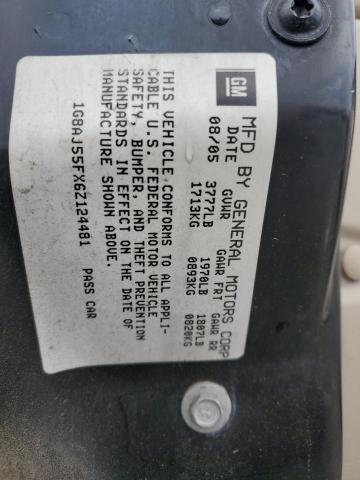 GM
MFD BY GENERAL MOTORS CORP
DATE GVWR GAWR FRT GAWR RR
08/05 3777LB 1970LB 1807LB
1713KG 0893KG 0820KG
THIS VEHICLE CONFORMS TO ALL APPLI-
CABLE U.S. FEDERAL MOTOR VEHICLE
SAFETY, BUMPER, AND THEFT PREVENTION
STANDARDS IN EFFECT ON THE DATE OF
MANUFACTURE SHOWN ABOVE.
1G8AJ55FX6Z124481 PASS CAR